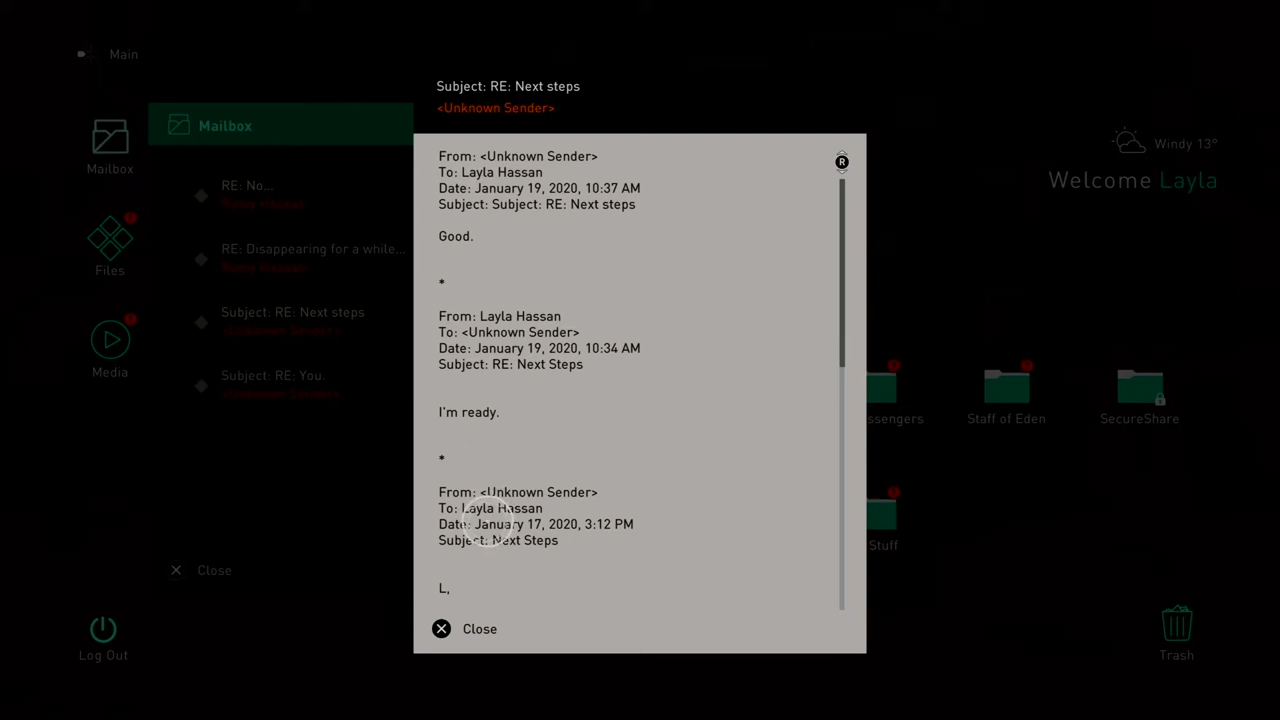 Main
Subject: RE: Next steps
<Unknown Sender>
Mailbox
Mailbox
RE: No...
RE: Disappearing for a while...
Subject: RE: Next steps
Subject: RE: You.
Close
Files
Media
Log Out
From: <Unknown Sender>
To: Layla Hassan
Date: January 19, 2020, 10:37 AM
Subject: Subject: RE: Next steps
Good.
*
From: Layla Hassan
To: <Unknown Sender>
Date: January 19, 2020, 10:34 AM
Subject: RE: Next Steps
I'm ready.
*
From: <Unknown Sender>
To: Layla Hassan
Date: January 17, 2020, 3:12 PM
Subject: Next Steps
L,
Close
R
Windy 13°
Welcome Layla
ssengers
Staff of Eden
SecureShare
Stuff
Trash